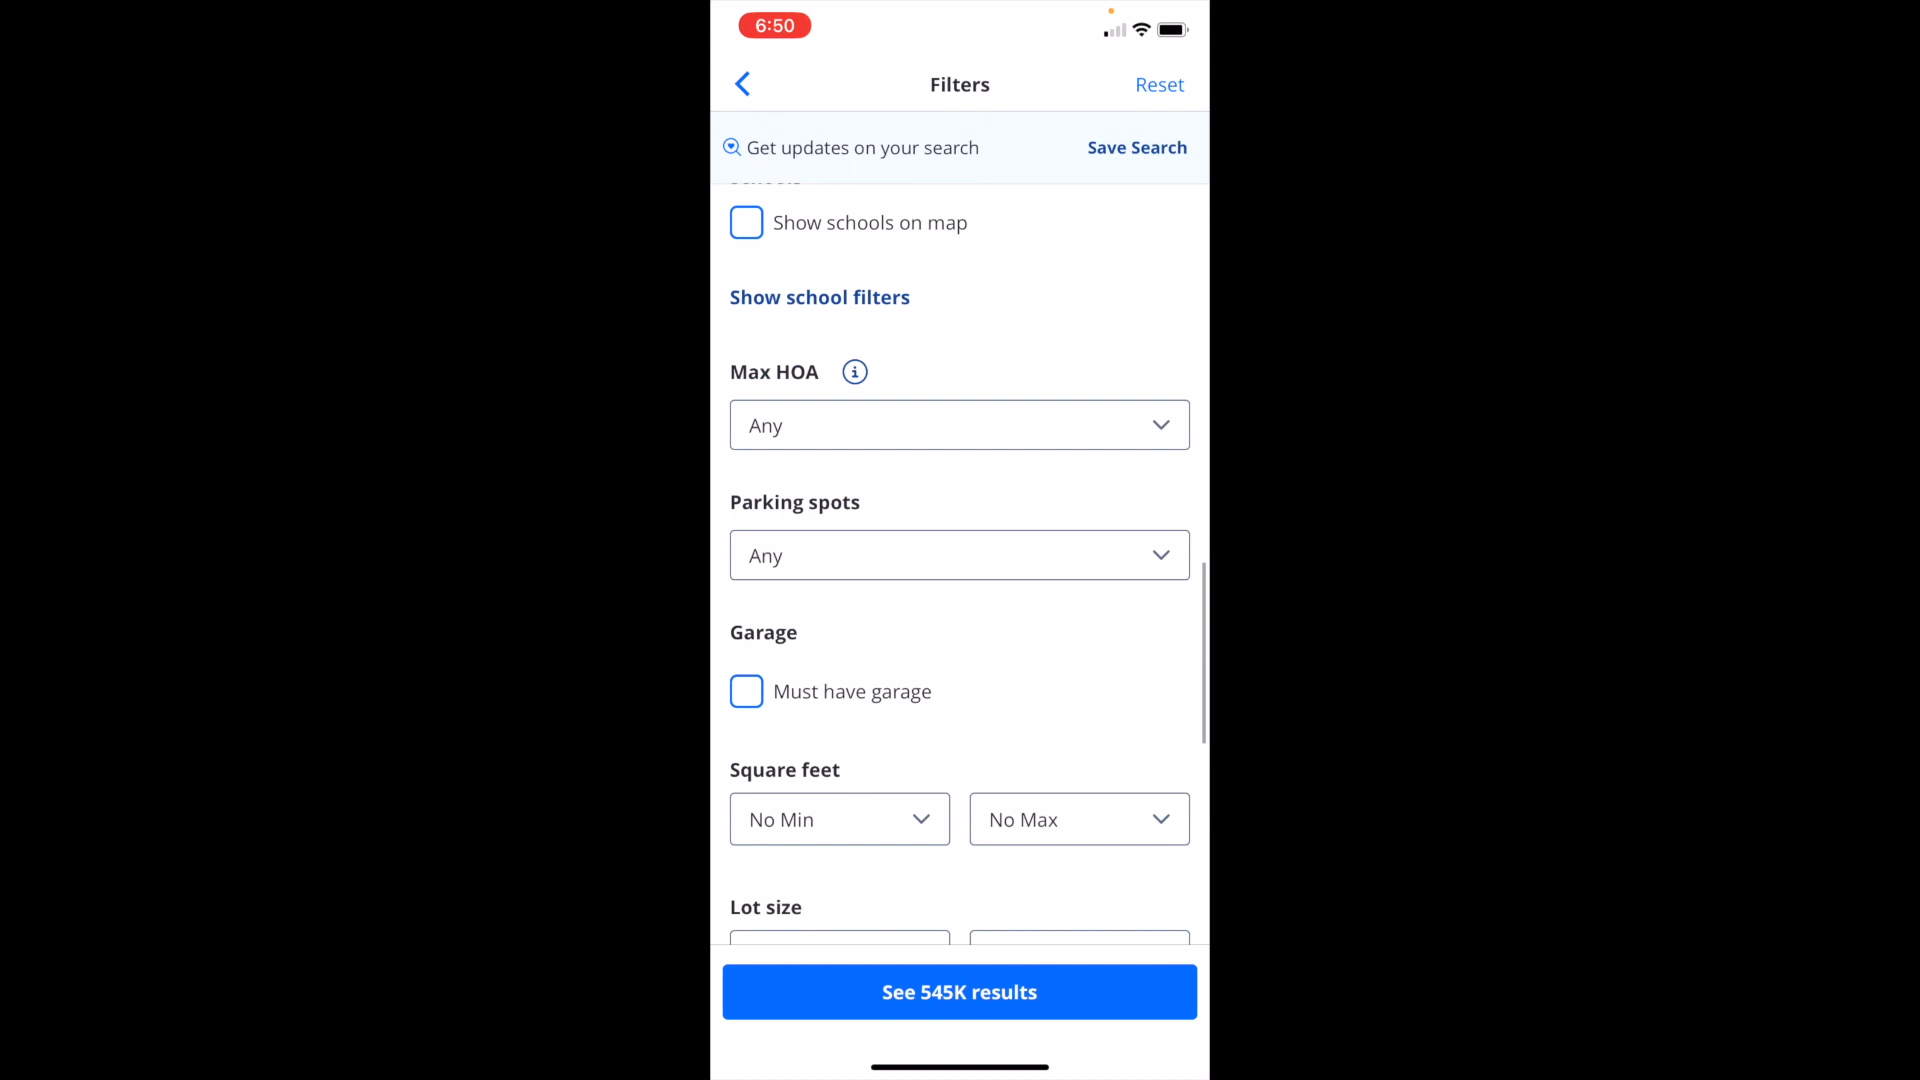 6:50
Filters
Reset
Get updates on your search
Save Search
Show schools on map
Show school filters
Max HOA
Any
Parking spots
Any
Garage
Must have garage
Square feet
No Min
No Max
Lot size
See 545K results